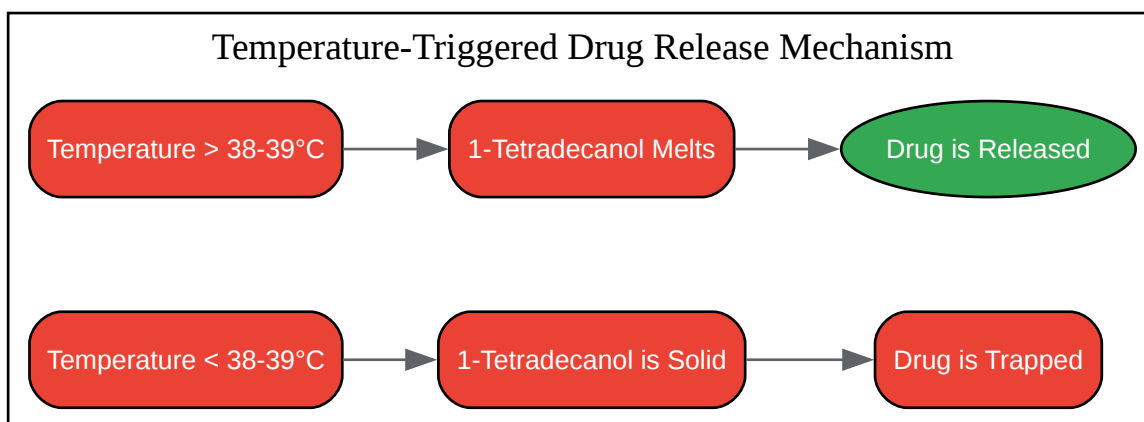 Temperature-Triggered Drug Release Mechanism
Temperature > 38-39°C
1-Tetradecanol Melts
Drug is Released
Temperature < 38-39°C
1-Tetradecanol is Solid
Drug is Trapped